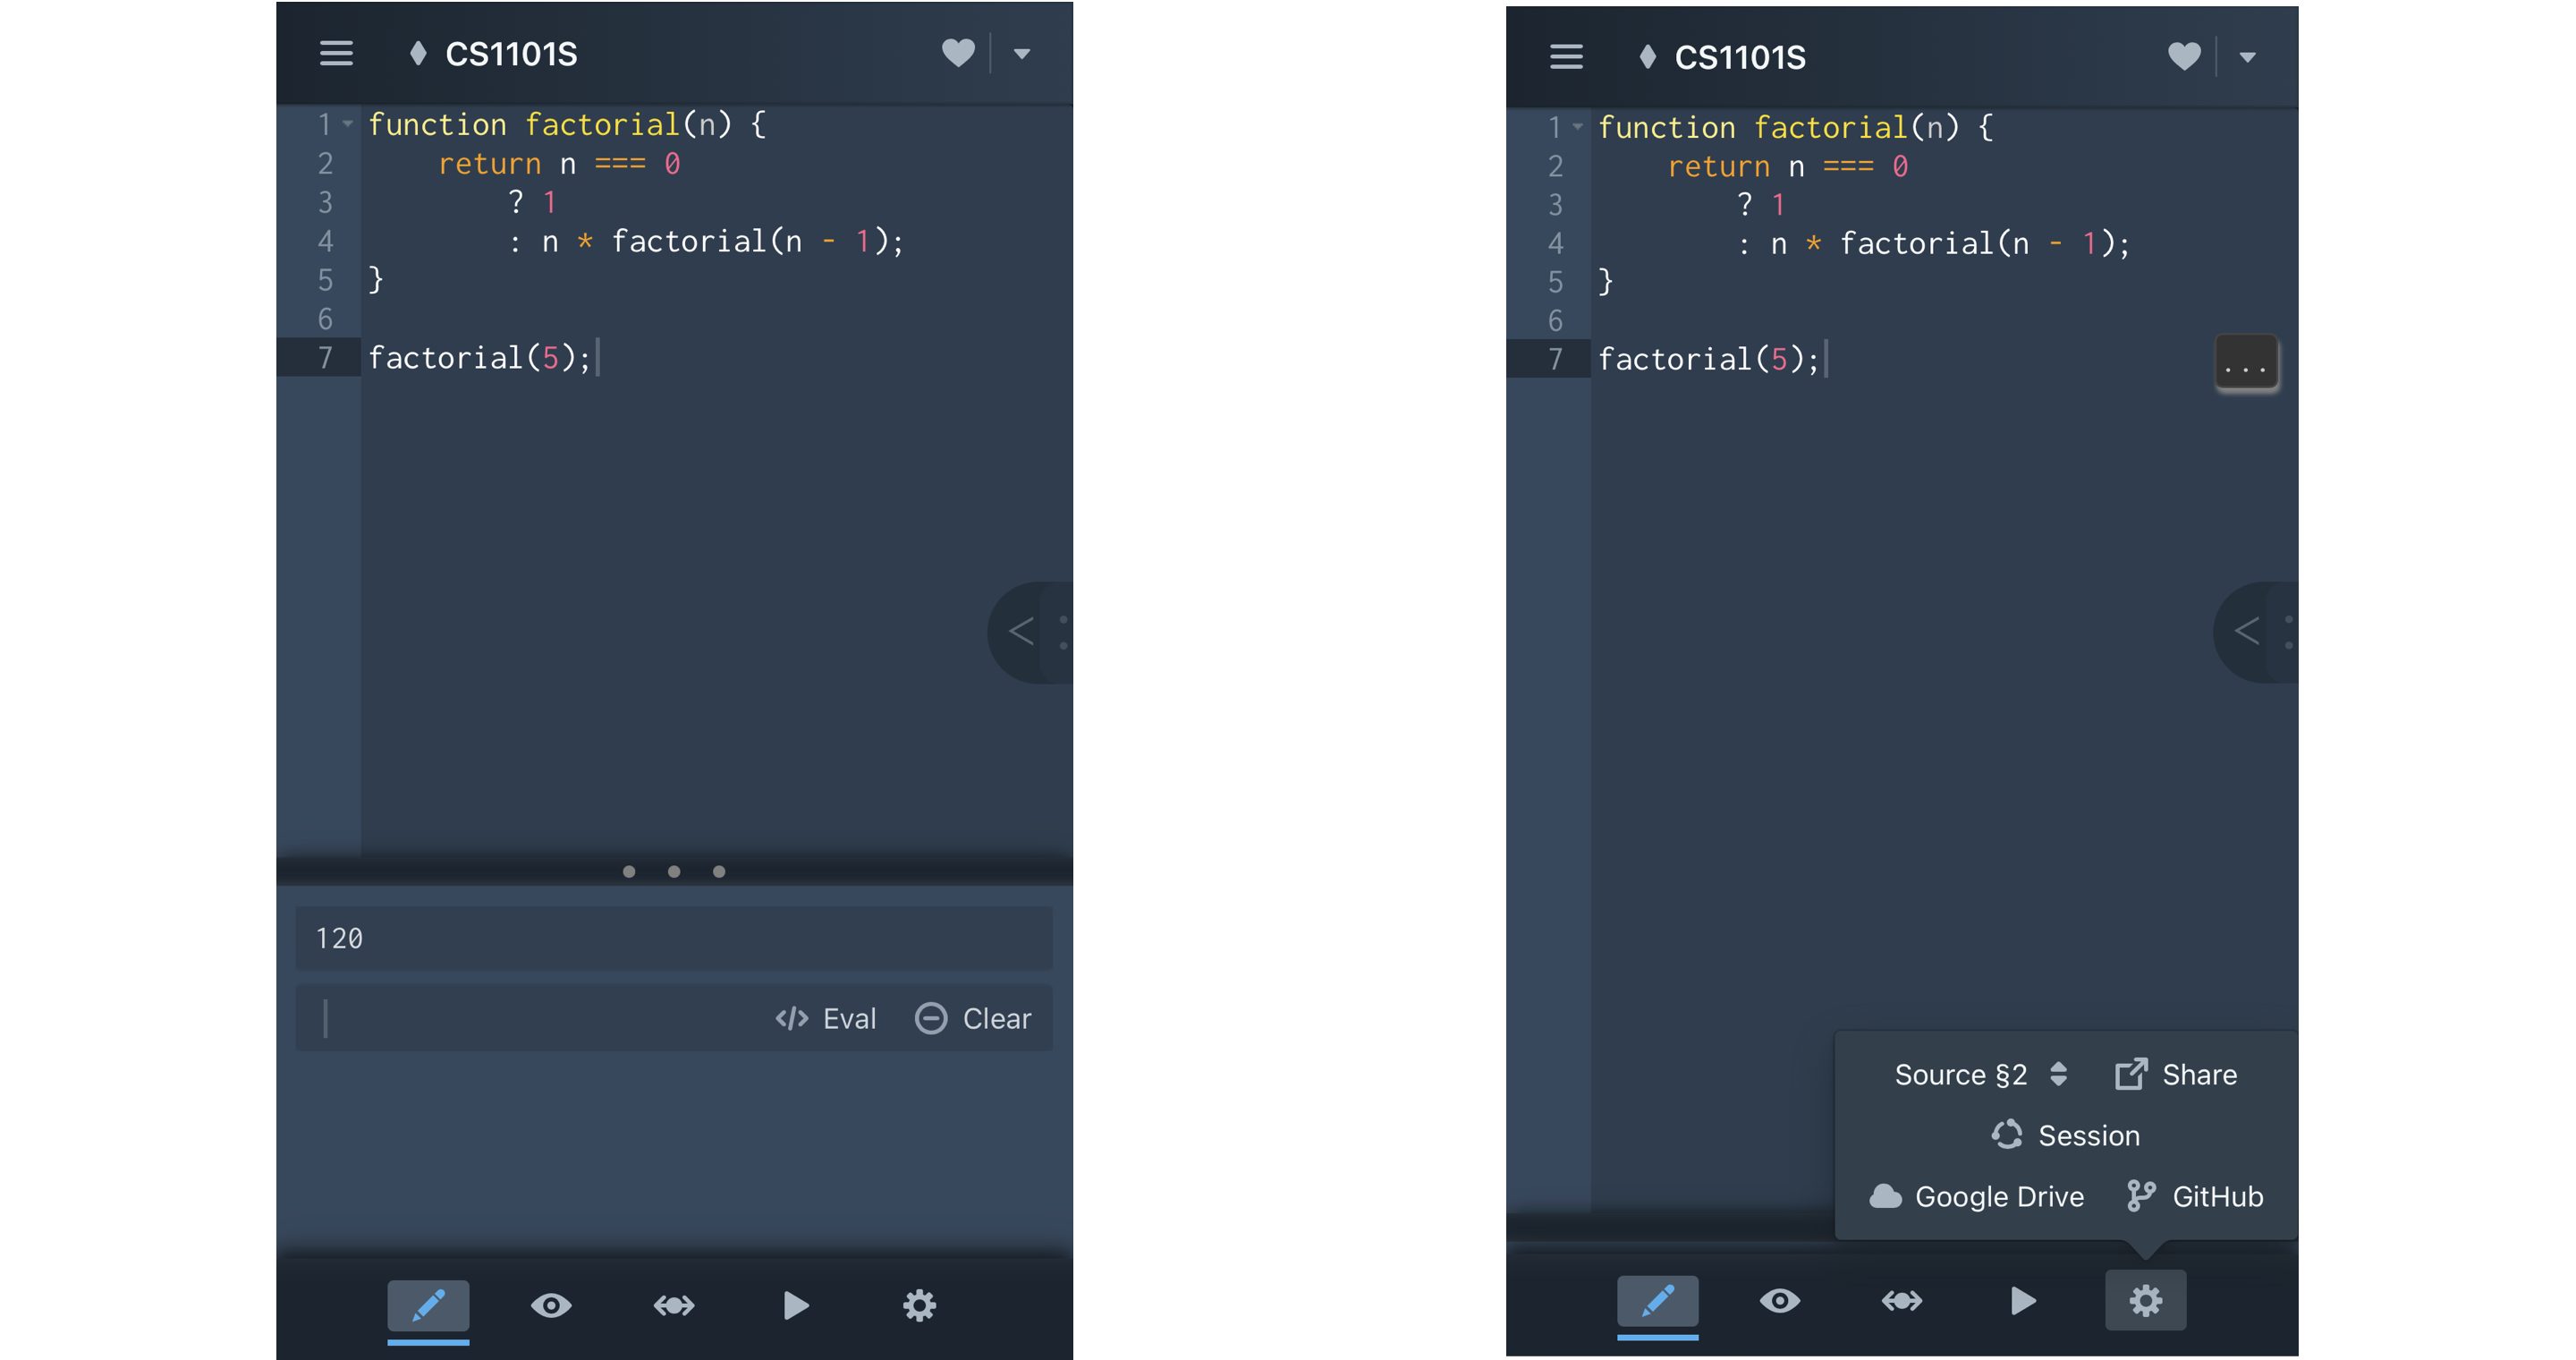 CS1101S
1 function factorial(n) {
2     return n === 0
3         ? 1
4         : n * factorial(n - 1);
5 }
6
7 factorial(5);
<
120
</> Eval Clear
CS1101S
1 function factorial(n) {
2     return n === 0
3         ? 1
4         : n * factorial(n - 1);
5 }
6
7 factorial(5);
...
<
Source §2 Share
Session
Google Drive GitHub